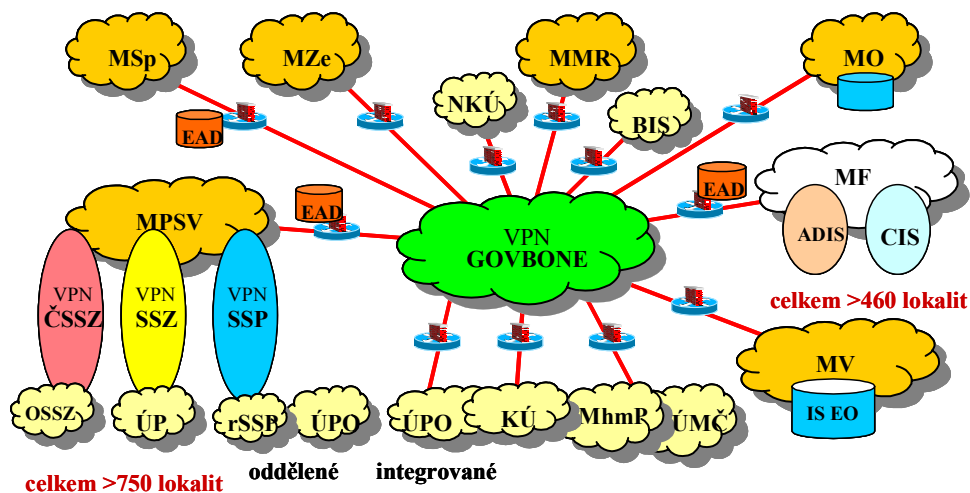 MSp
MZe
MMR
MO
NKÚ
BIS
EAD
EAD
EAD
MF
MPSV
VPN
GOVBONE
ADIS
CIS
VPN
ČSSZ
VPN
SSZ
VPN
SSP
celkem >460 lokalit
MV
IS EO
OSSZ
ÚP
rSSP
ÚPO
ÚPO
KÚ
MhmP
ÚMČ
oddělené
integrované
celkem >750 lokalit